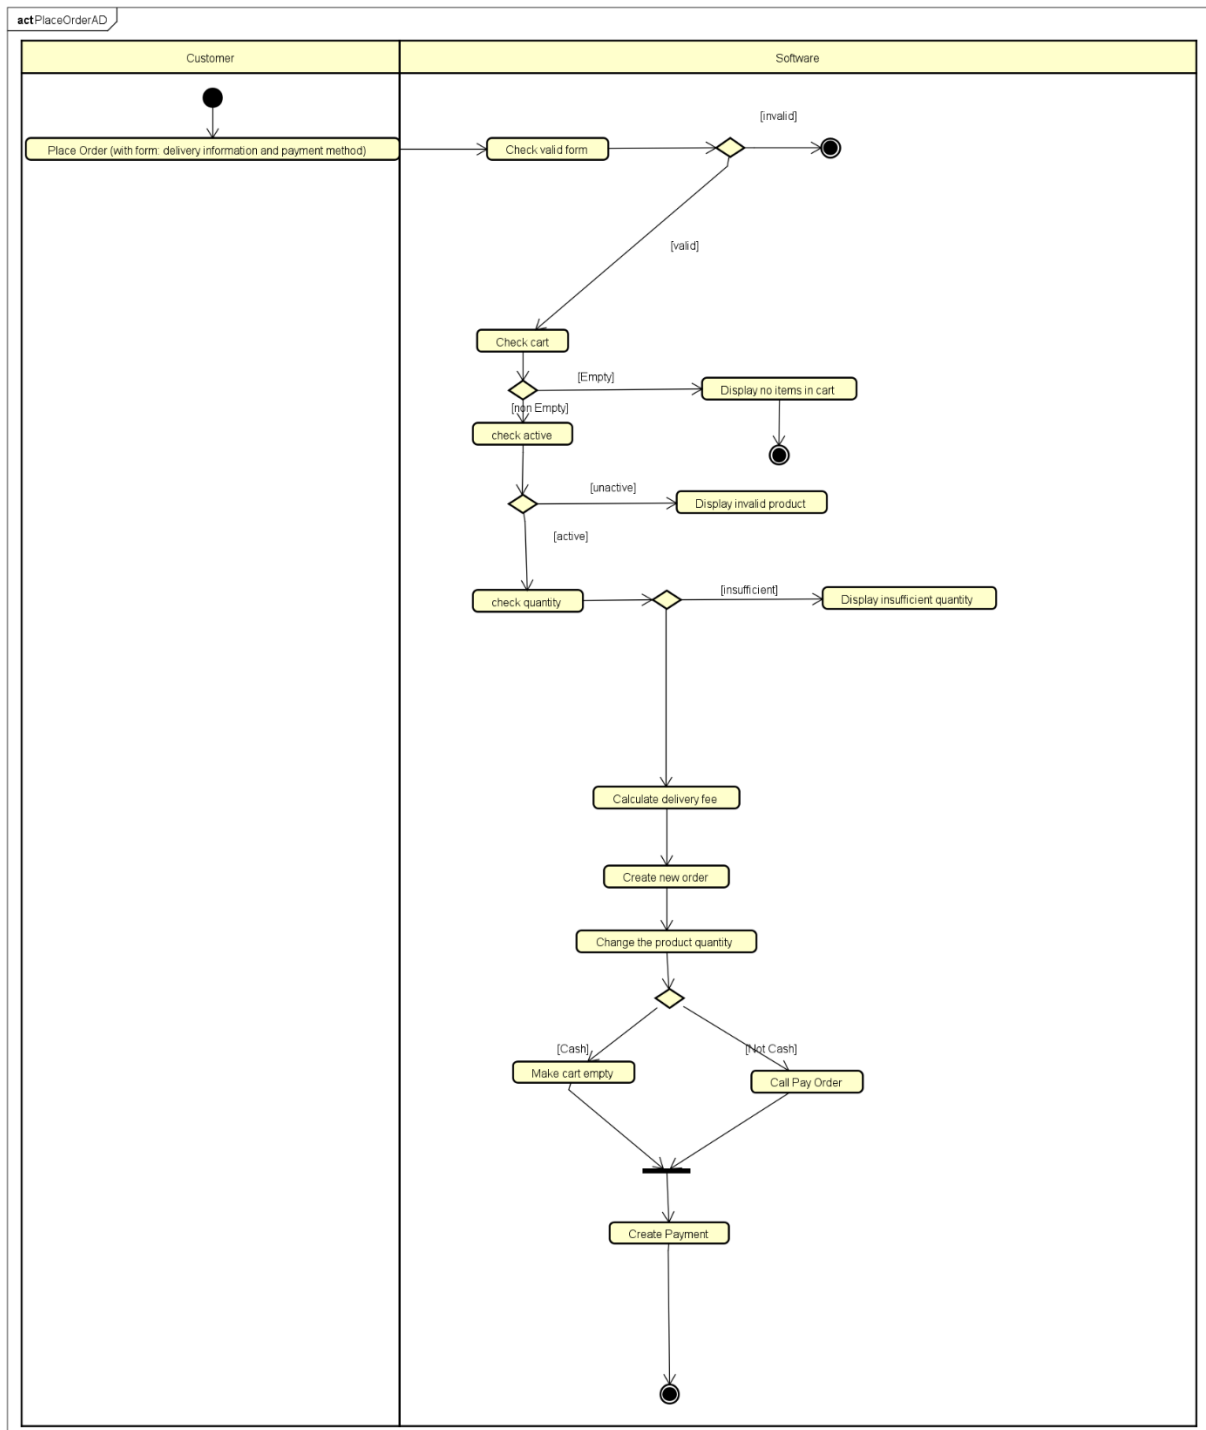 act PlaceOrderAD
Customer
Software
[invalid]
Place Order (with form: delivery information and payment method)
Check valid form
[valid]
Check cart
[Empty]
Display no items in cart
[non Empty]
check active
[unactive]
Display invalid product
[active]
[insufficient]
check quantity
Display insufficient quantity
Calculate delivery fee
Create new order
Change the product quantity
[Cash]
[Not Cash]
Make cart empty
Call Pay Order
Create Payment